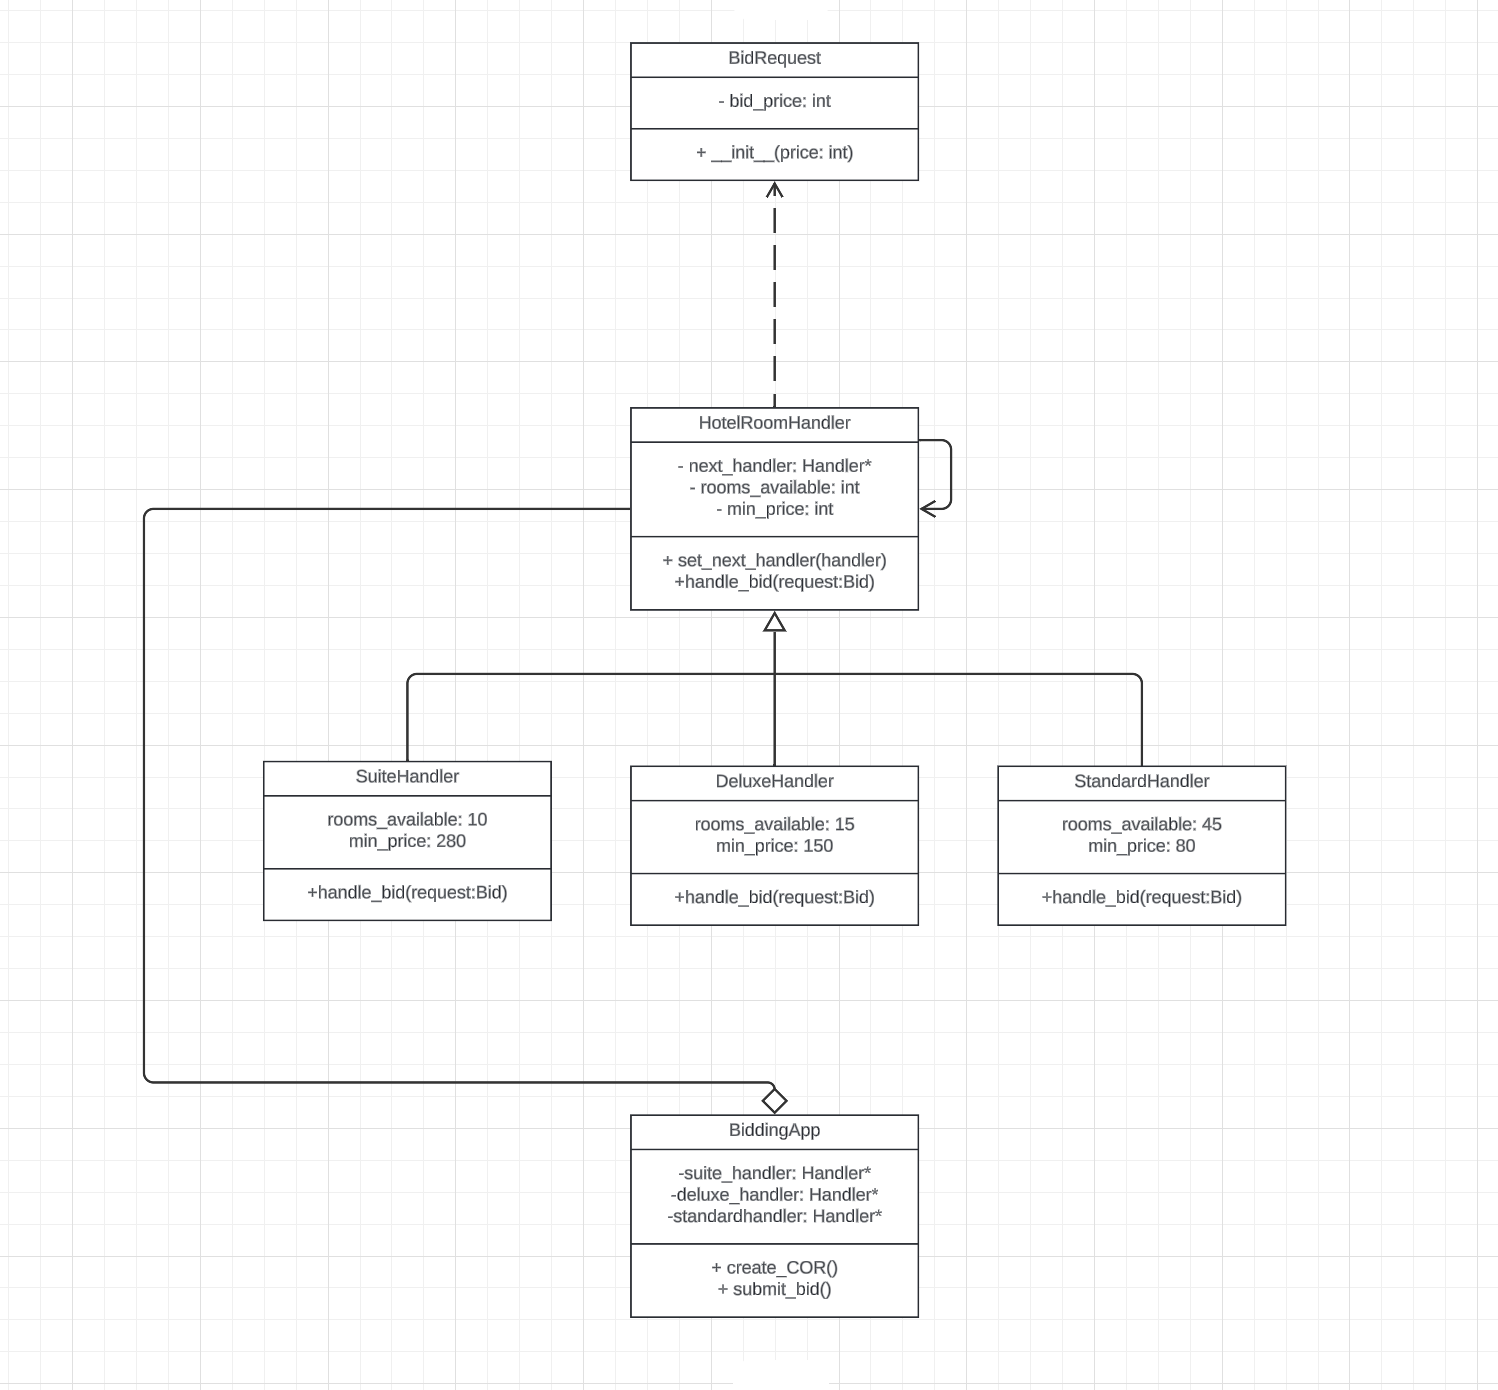 BidRequest
- bid_price: int
+ __init__(price: int)
HotelRoomHandler
- next_handler: Handler*
- rooms_available: int
- min_price: int
+ set_next_handler(handler)
+handle_bid(request:Bid)
SuiteHandler
rooms_available: 10
min_price: 280
+handle_bid(request:Bid)
DeluxeHandler
rooms_available: 15
min_price: 150
+handle_bid(request:Bid)
StandardHandler
rooms_available: 45
min_price: 80
+handle_bid(request:Bid)
BiddingApp
-suite_handler: Handler*
-deluxe_handler: Handler*
-standardhandler: Handler*
+ create_COR()
+ submit_bid()